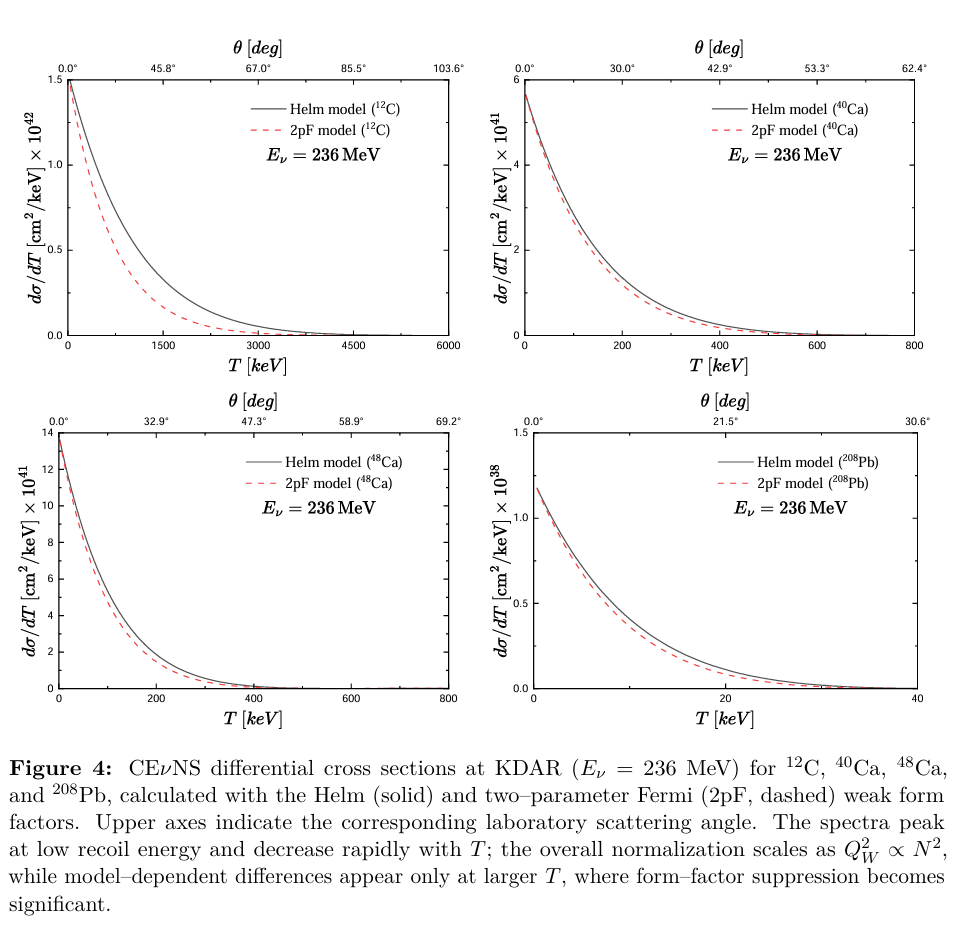 θ [deg]
0.0° 45.8° 67.0° 85.5° 103.6°
1.5
1.0
0.5
0.0
dσ/dT [cm²/keV] × 10⁴²
Helm model (¹²C)
2pF model (¹²C)
E_ν = 236 MeV
0 1500 3000 4500 6000
T [keV]
θ [deg]
0.0° 30.0° 42.9° 53.3° 62.4°
6
4
2
0
dσ/dT [cm²/keV] × 10⁴¹
Helm model (⁴⁰Ca)
2pF model (⁴⁰Ca)
E_ν = 236 MeV
0 200 400 600 800
T [keV]
θ [deg]
0.0° 32.9° 47.3° 58.9° 69.2°
14
12
10
8
6
4
2
0
dσ/dT [cm²/keV] × 10⁴¹
Helm model (⁴⁸Ca)
2pF model (⁴⁸Ca)
E_ν = 236 MeV
0 200 400 600 800
T [keV]
θ [deg]
0.0° 21.5° 30.6°
1.5
1.0
0.5
0.0
dσ/dT [cm²/keV] × 10³⁸
Helm model (²⁰⁸Pb)
2pF model (²⁰⁸Pb)
E_ν = 236 MeV
0 20 40
T [keV]
Figure 4: CEνNS differential cross sections at KDAR (E_ν = 236 MeV) for ¹²C, ⁴⁰Ca, ⁴⁸Ca,
and ²⁰⁸Pb, calculated with the Helm (solid) and two–parameter Fermi (2pF, dashed) weak form
factors. Upper axes indicate the corresponding laboratory scattering angle. The spectra peak
at low recoil energy and decrease rapidly with T; the overall normalization scales as Q²_W ∝ N²,
while model–dependent differences appear only at larger T, where form–factor suppression becomes
significant.